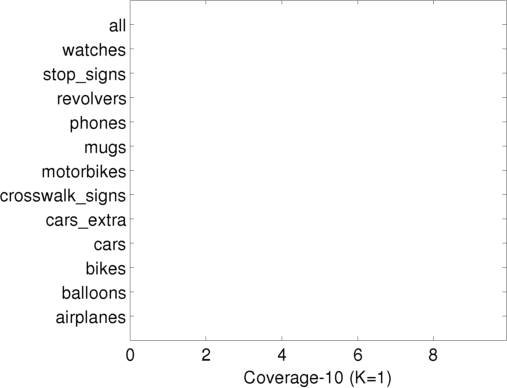 all
watches
stop_signs
revolvers
phones
mugs
motorbikes
crosswalk_signs
cars_extra
cars
bikes
balloons
airplanes
0 2 4 6 8
Coverage-10 (K=1)